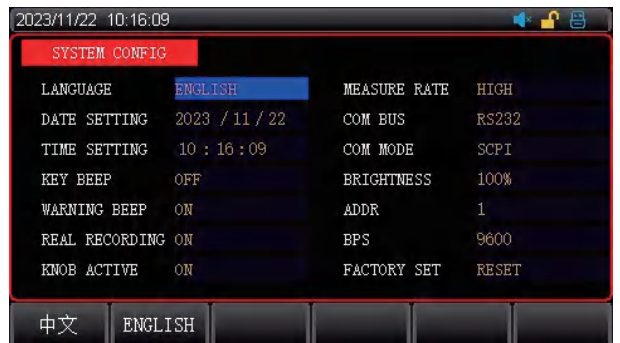 2023/11/22 10:16:09
SYSTEM CONFIG
LANGUAGE ENGLISH MEASURE RATE HIGH
DATE SETTING 2023 / 11 / 22 COM BUS RS232
TIME SETTING 10 : 16 : 09 COM MODE SCPI
KEY BEEP OFF BRIGHTNESS 100%
WARNING BEEP ON ADDR 1
REAL RECORDING ON BPS 9600
KNOB ACTIVE ON FACTORY SET RESET
中文 ENGLISH